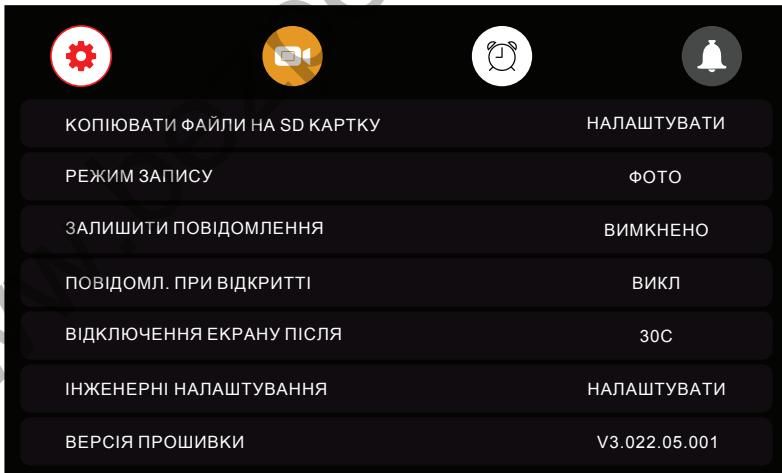 КОПІЮВАТИ ФАЙЛИ НА SD КАРТКУ НАЛАШТУВАТИ
РЕЖИМ ЗАПИСУ ФОТО
ЗАЛИШИТИ ПОВІДОМЛЕННЯ ВИМКНЕНО
ПОВІДОМЛ. ПРИ ВІДКРИТТІ ВИКЛ
ВІДКЛЮЧЕННЯ ЕКРАНУ ПІСЛЯ 30С
ІНЖЕНЕРНІ НАЛАШТУВАННЯ НАЛАШТУВАТИ
ВЕРСІЯ ПРОШИВКИ V3.022.05.001